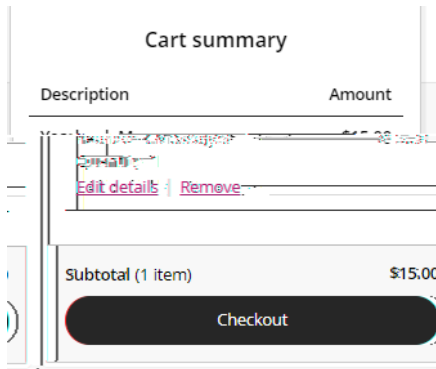 Cart summary
Description Amount
Edit details | Remove
Subtotal (1 item) $15.00
Checkout